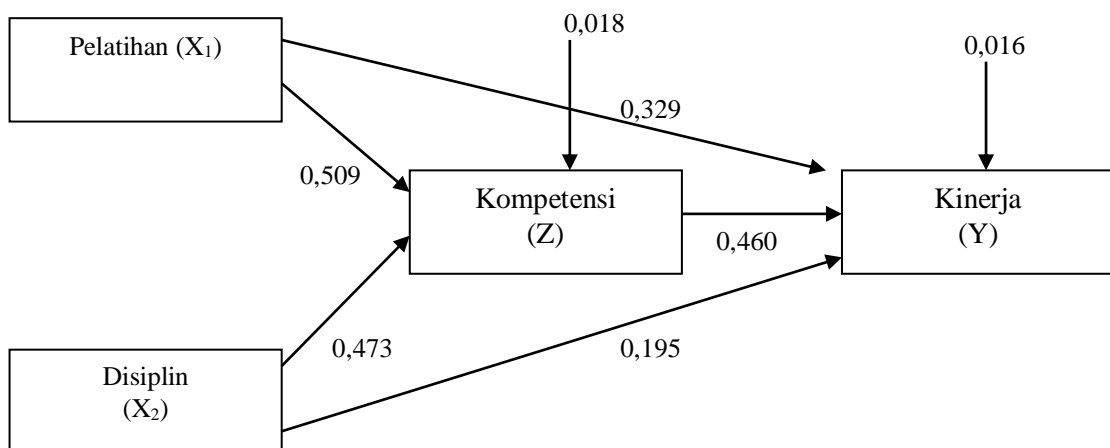 Pelatihan (X₁)
0,018
0,016
0,329
0,509
Kompetensi
(Z)
Kinerja
(Y)
0,460
0,473
0,195
Disiplin
(X₂)